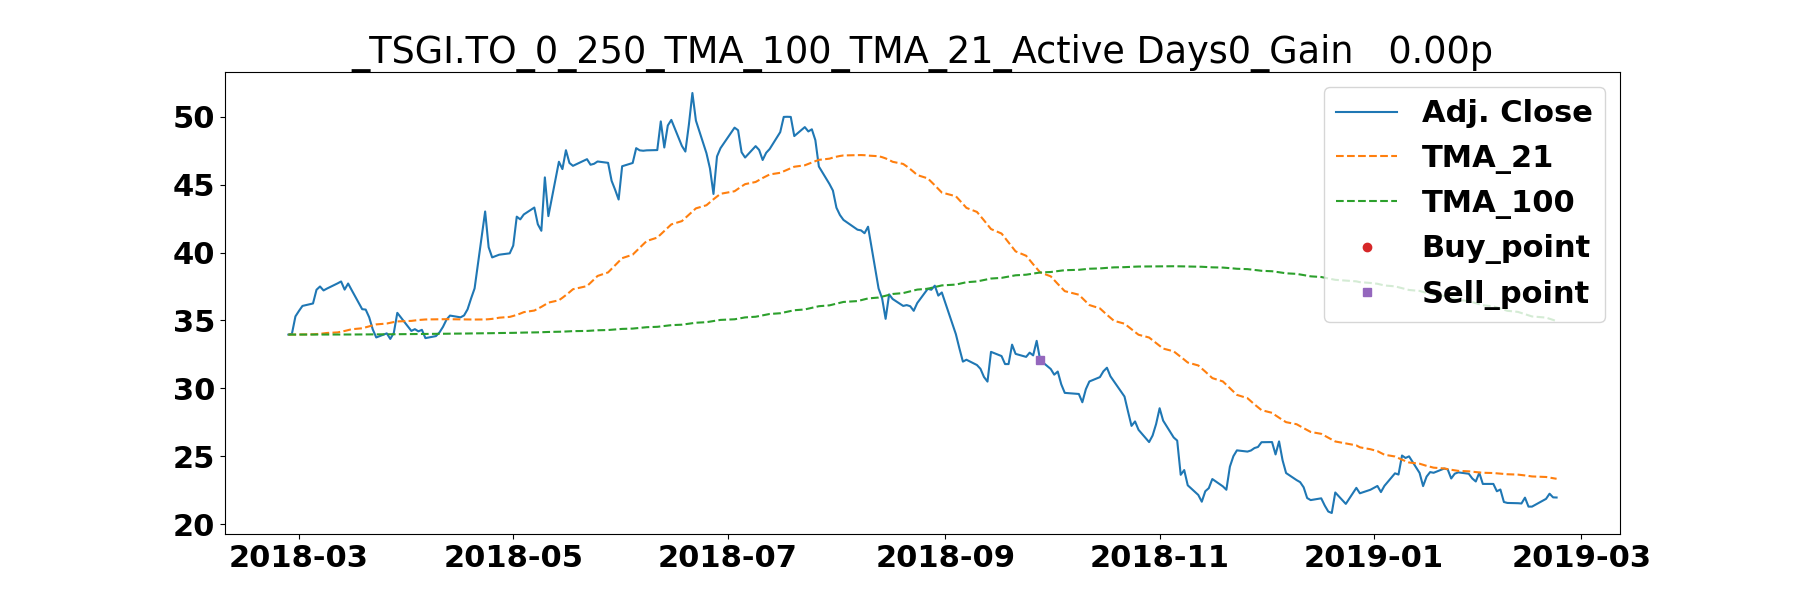 _TSGI.TO_0_250_TMA_100_TMA_21_Active Days0_Gain   0.00p
50
45
40
35
30
25
20
Adj. Close
TMA_21
TMA_100
Buy_point
Sell_point
2018-03 2018-05 2018-07 2018-09 2018-11 2019-01 2019-03